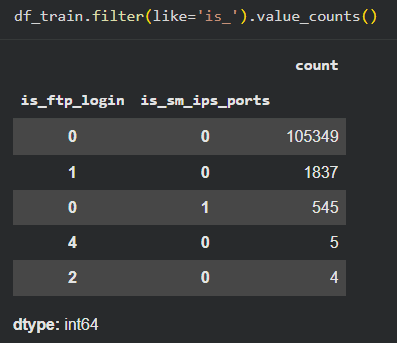 df_train.filter(like='is_').value_counts()
count
is_ftp_login is_sm_ips_ports
0 0 105349
1 0 1837
0 1 545
4 0 5
2 0 4
dtype: int64